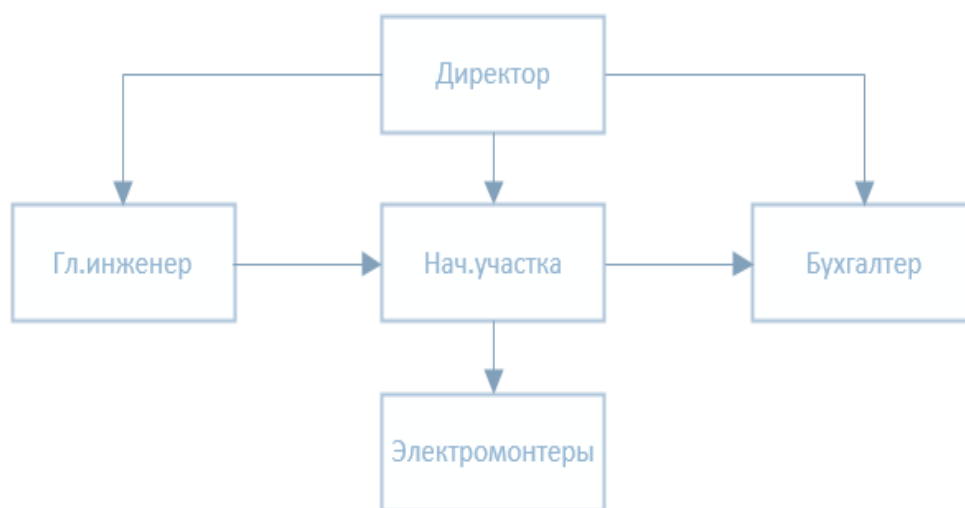 Директор
Гл.инженер
Нач.участка
Бухгалтер
Электромонтеры